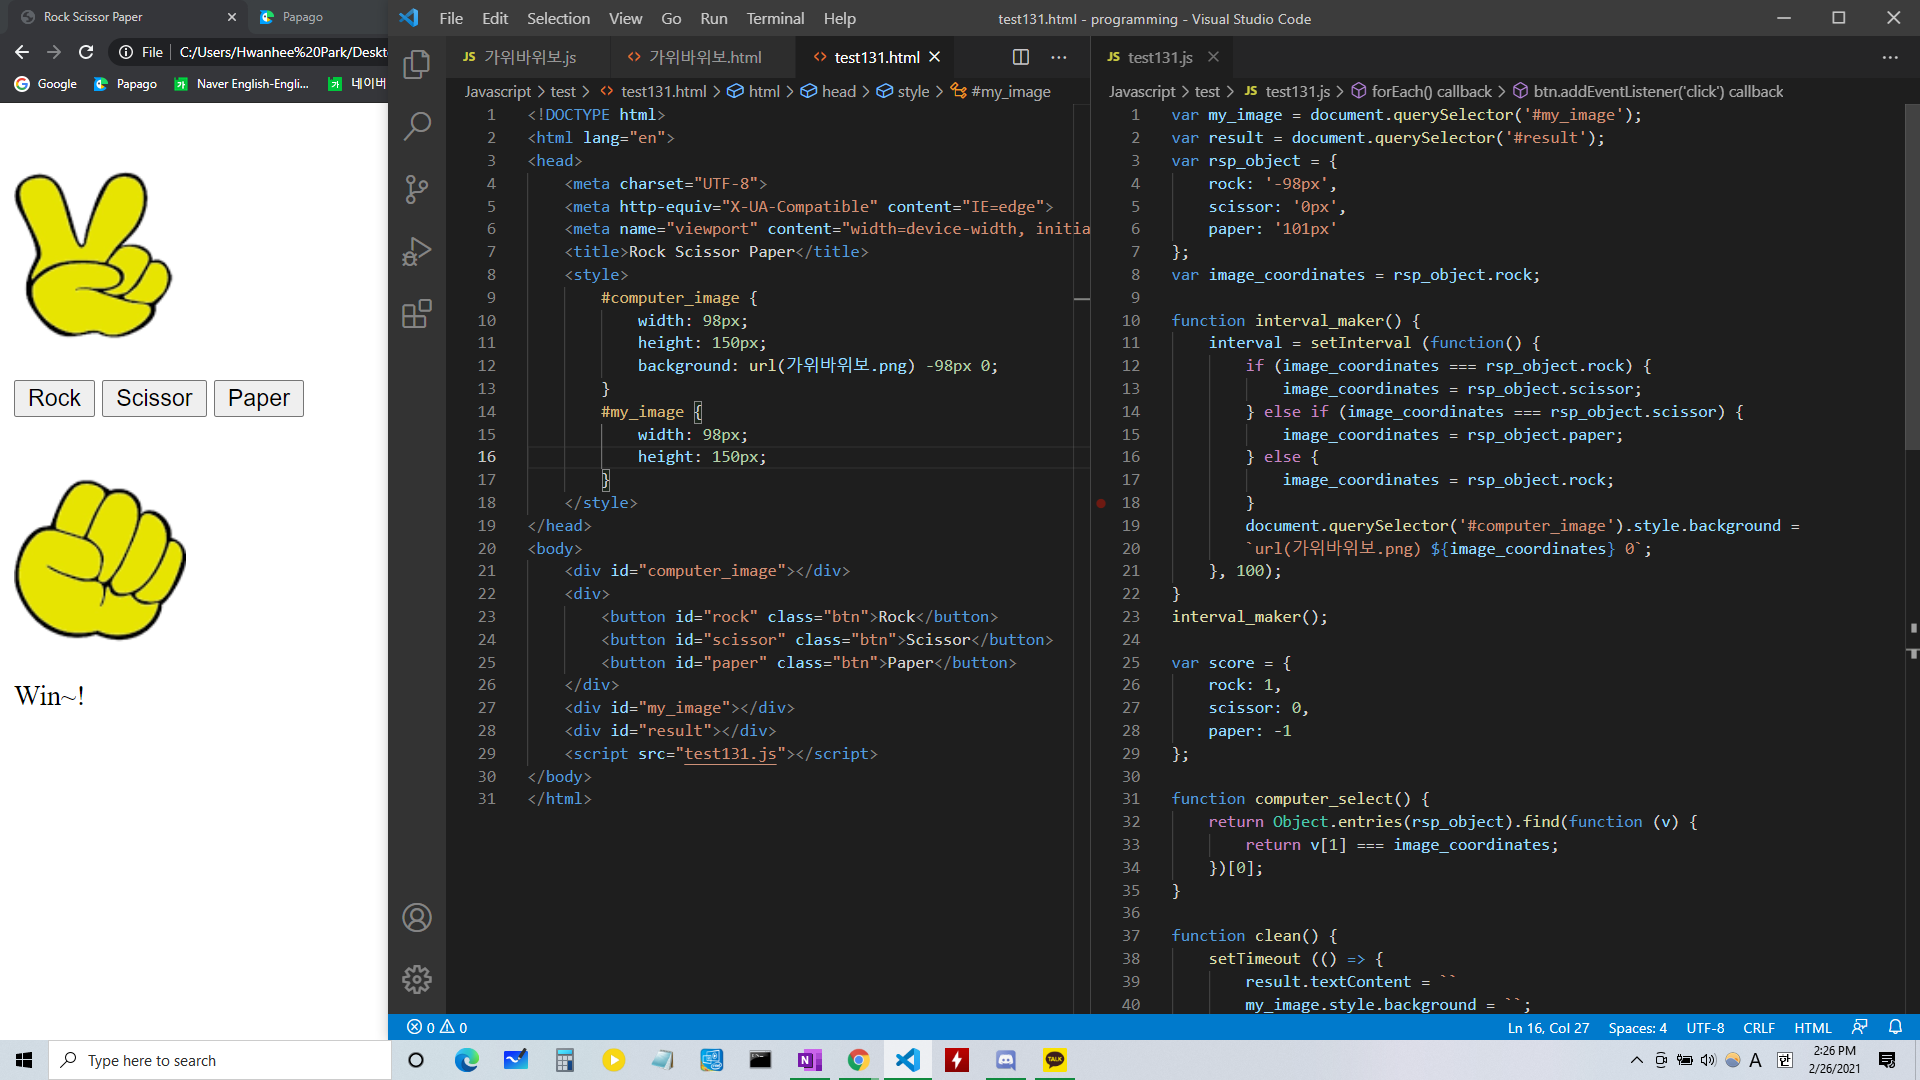 Rock Scissor Paper
Papago
File
C:/Users/Hwanhee%20Park/Deskt
Google
Papago
Naver English-Engli...
네이버
Rock
Scissor
Paper
Win~!
File Edit Selection View Go Run Terminal Help
test131.html - programming - Visual Studio Code
JS 가위바위보.js
<> 가위바위보.html
<> test131.html
Javascript > test > <> test131.html > html > head > style > #my_image
1 <!DOCTYPE html>
2 <html lang="en">
3 <head>
4 <meta charset="UTF-8">
5 <meta http-equiv="X-UA-Compatible" content="IE=edge">
6 <meta name="viewport" content="width=device-width, initia
7 <title>Rock Scissor Paper</title>
8 <style>
9 #computer_image {
10 width: 98px;
11 height: 150px;
12 background: url(가위바위보.png) -98px 0;
13 }
14 #my_image {
15 width: 98px;
16 height: 150px;
17 }
18 </style>
19 </head>
20 <body>
21 <div id="computer_image"></div>
22 <div>
23 <button id="rock" class="btn">Rock</button>
24 <button id="scissor" class="btn">Scissor</button>
25 <button id="paper" class="btn">Paper</button>
26 </div>
27 <div id="my_image"></div>
28 <div id="result"></div>
29 <script src="test131.js"></script>
30 </body>
31 </html>
JS test131.js
Javascript > test > JS test131.js > forEach() callback > btn.addEventListener('click') callback
1 var my_image = document.querySelector('#my_image');
2 var result = document.querySelector('#result');
3 var rsp_object = {
4 rock: '-98px',
5 scissor: '0px',
6 paper: '101px'
7 };
8 var image_coordinates = rsp_object.rock;
9
10 function interval_maker() {
11 interval = setInterval (function() {
12 if (image_coordinates === rsp_object.rock) {
13 image_coordinates = rsp_object.scissor;
14 } else if (image_coordinates === rsp_object.scissor) {
15 image_coordinates = rsp_object.paper;
16 } else {
17 image_coordinates = rsp_object.rock;
18 }
19 document.querySelector('#computer_image').style.background =
20 `url(가위바위보.png) ${image_coordinates} 0`;
21 }, 100);
22 }
23 interval_maker();
24
25 var score = {
26 rock: 1,
27 scissor: 0,
28 paper: -1
29 };
30
31 function computer_select() {
32 return Object.entries(rsp_object).find(function (v) {
33 return v[1] === image_coordinates;
34 })[0];
35 }
36
37 function clean() {
38 setTimeout (() => {
39 result.textContent = ``
40 my_image.style.background = ``;
0 0
Ln 16, Col 27 Spaces: 4 UTF-8 CRLF HTML
Type here to search
TALK
A
한
2:26 PM
2/26/2021